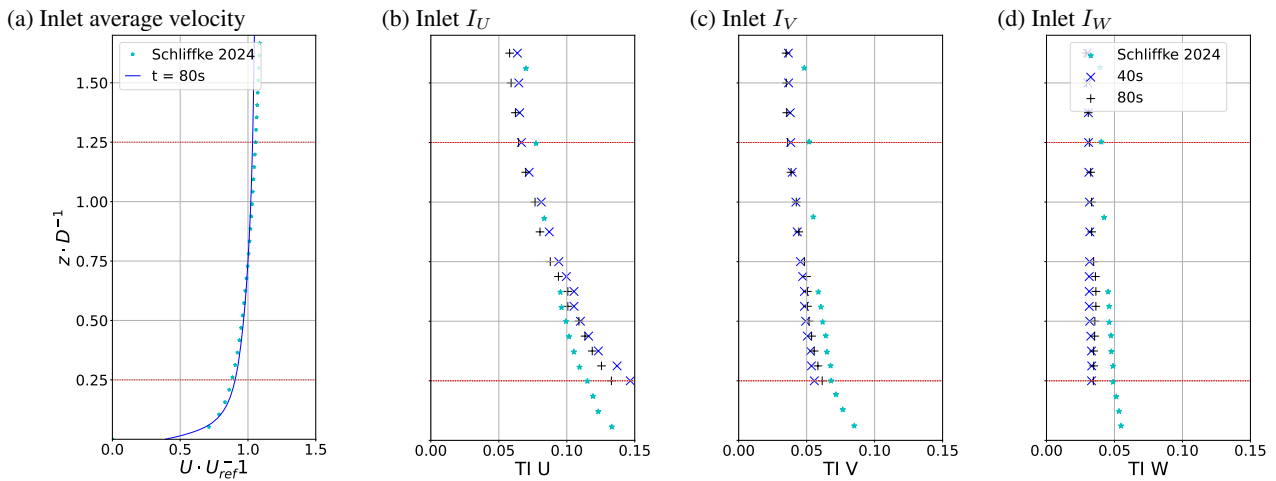 (a) Inlet average velocity
(b) Inlet I_U
(c) Inlet I_V
(d) Inlet I_W
Schliffke 2024
t = 80s
1.50
1.25
1.00
0.75
0.50
0.25
z · D⁻¹
0.0
0.5
1.0
1.5
U · U_ref^-1
0.00
0.05
0.10
0.15
TI U
0.00
0.05
0.10
0.15
TI V
Schliffke 2024
40s
80s
0.00
0.05
0.10
0.15
TI W